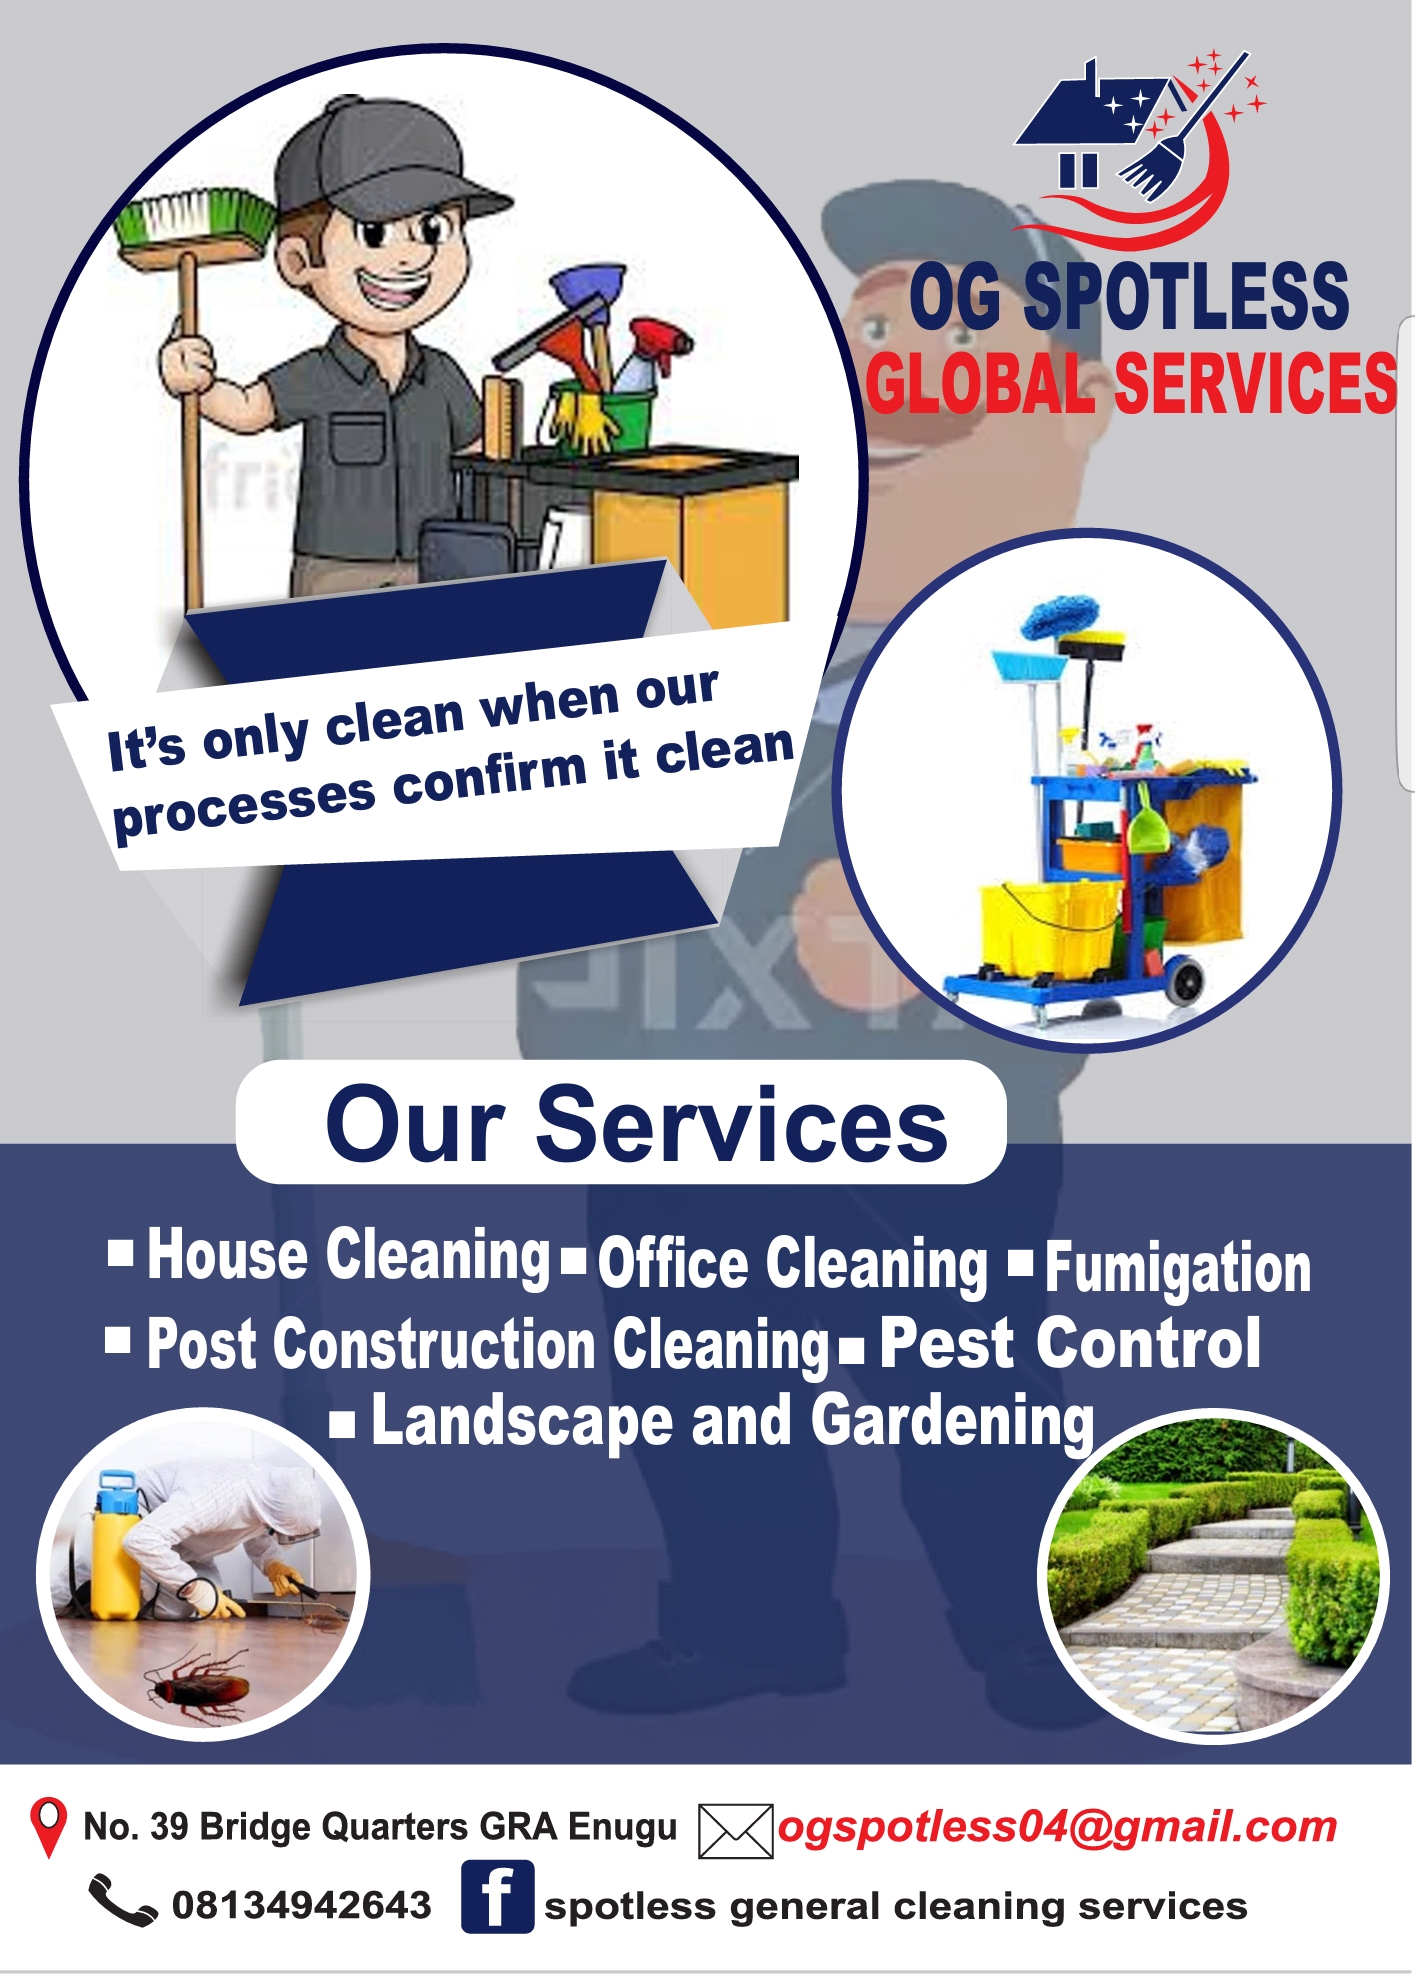 OG SPOTLESS
GLOBAL SERVICES
It's only clean when our
processes confirm it clean
Our Services
▪ House Cleaning ▪ Office Cleaning ▪ Fumigation
▪ Post Construction Cleaning ▪ Pest Control
▪ Landscape and Gardening
No. 39 Bridge Quarters GRA Enugu ogspotless04@gmail.com
08134942643 f spotless general cleaning services